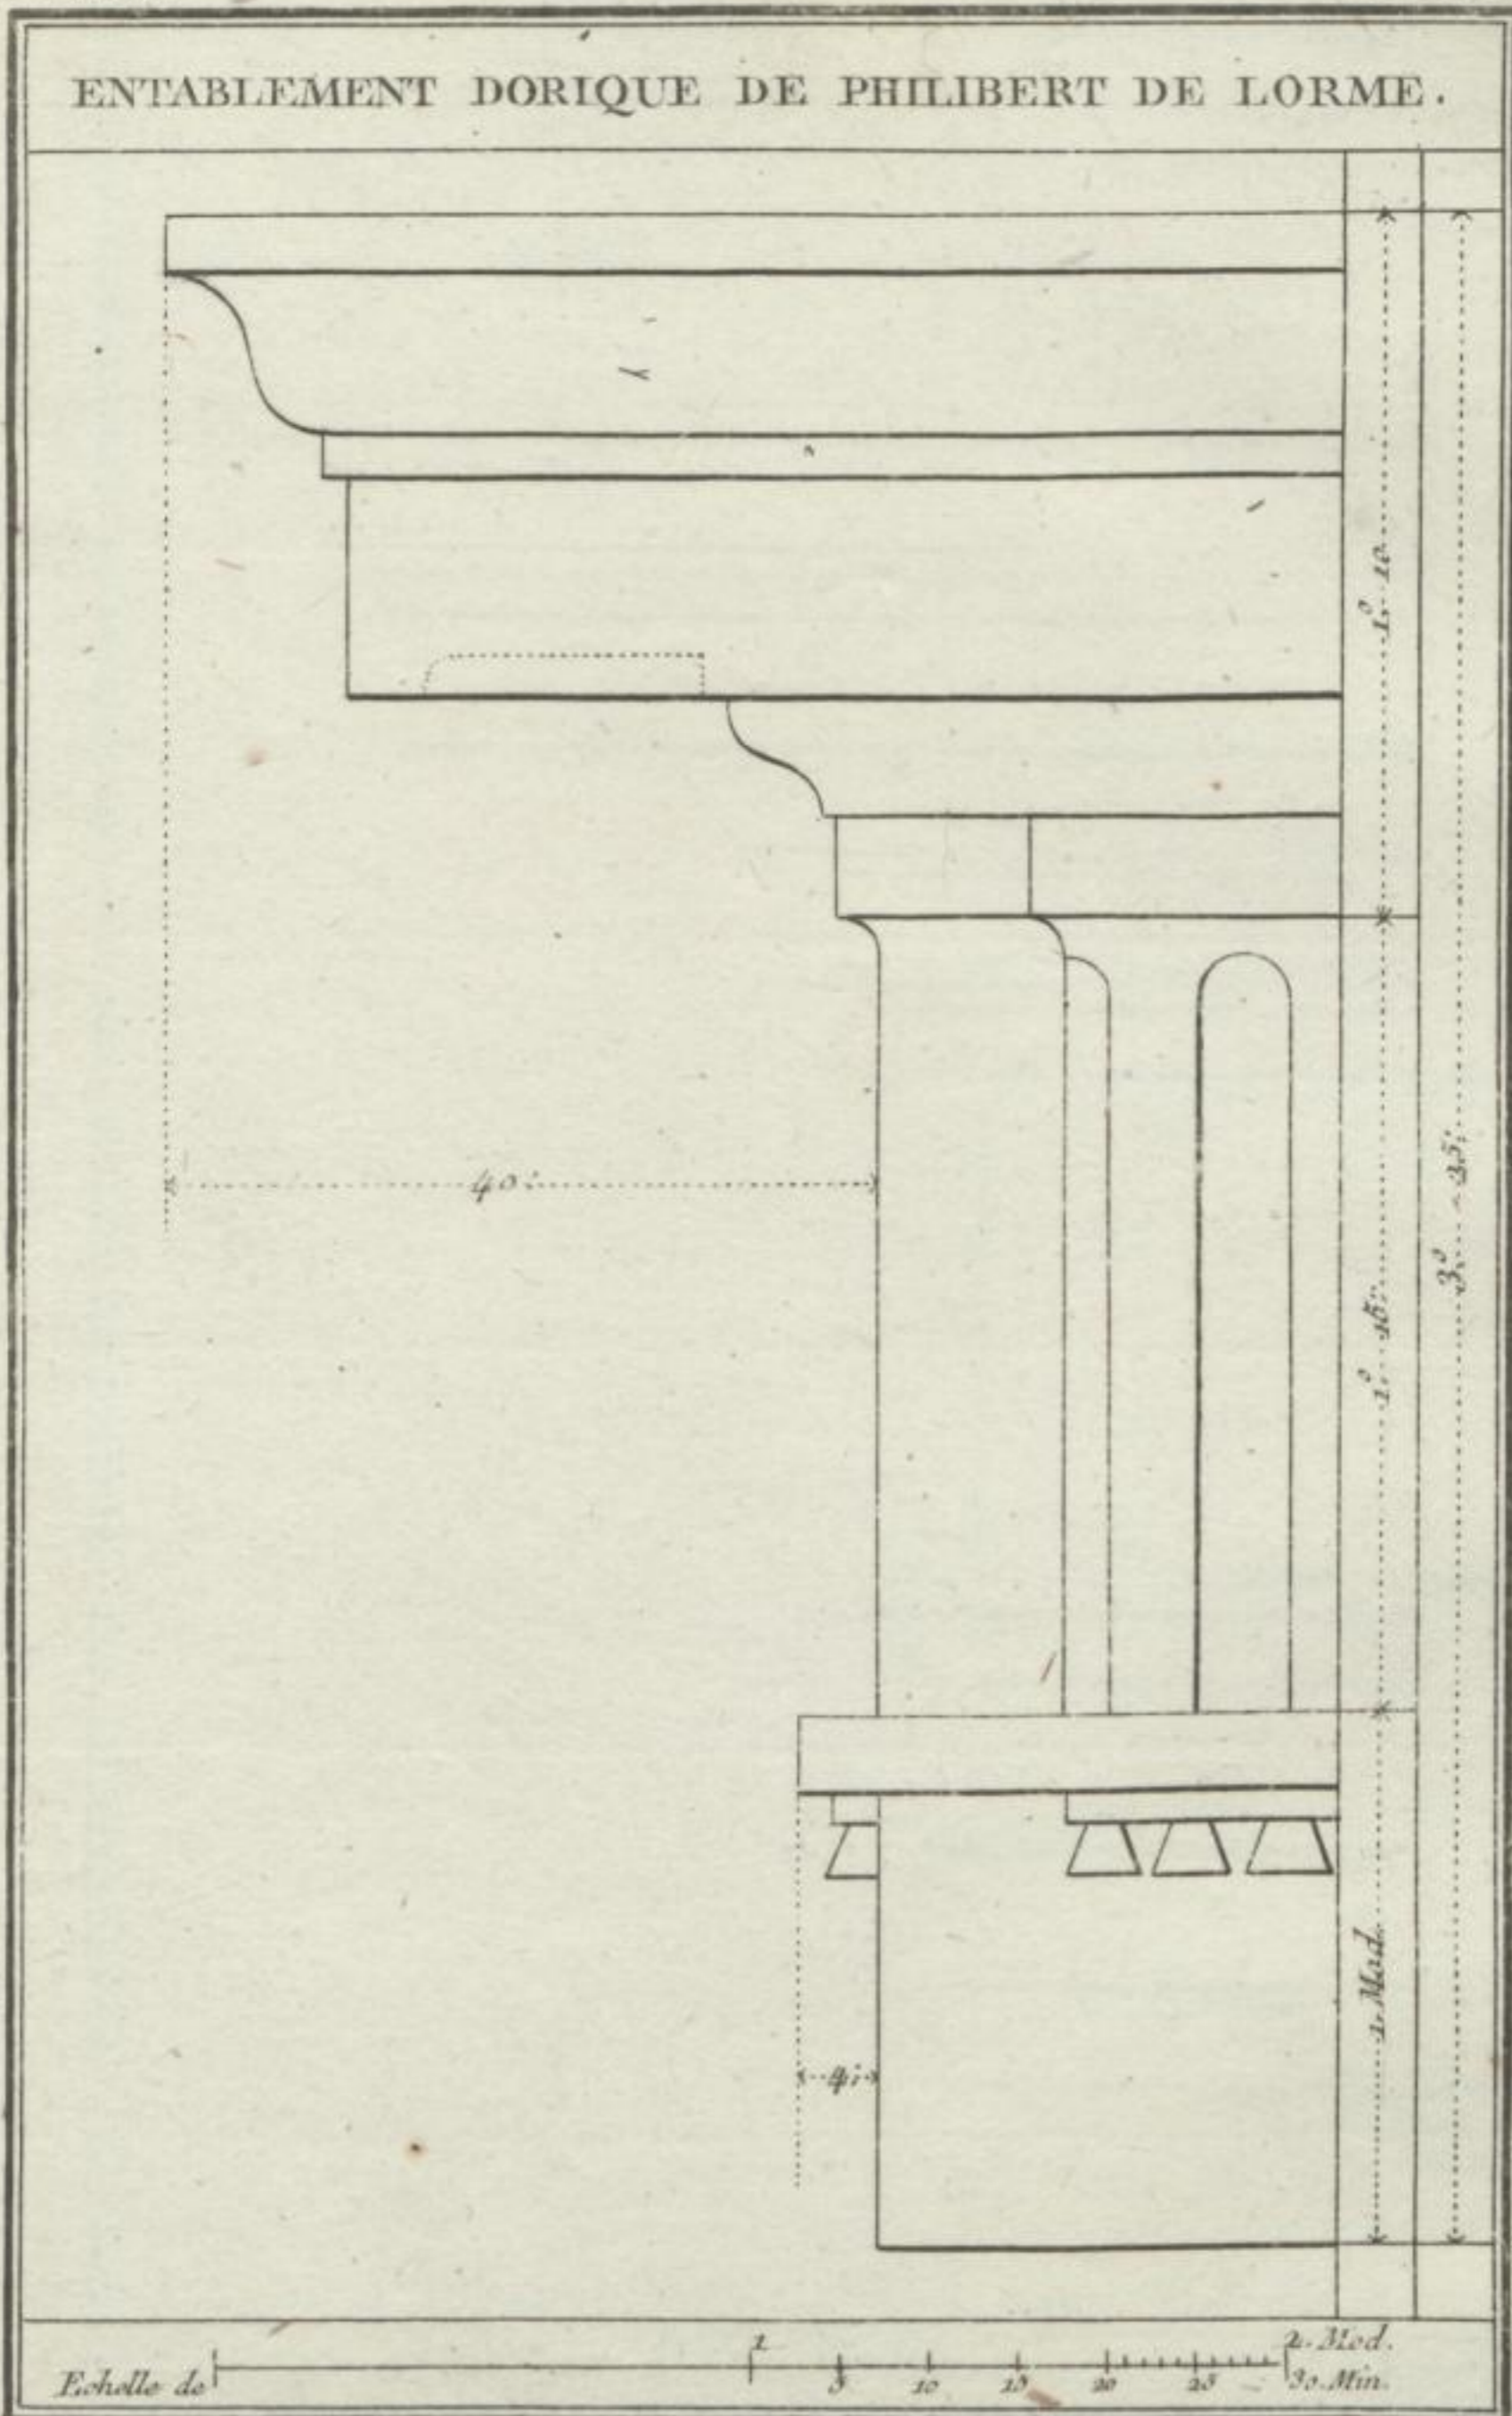 ENTABLEMENT DORIQUE DE PHILIBERT DE LORME.
1.° 10
40.
1.° 15.
3.° 25.
1. Mod.
4.
Echelle de
1
2. Mod.
5 10 15 20 25 30. Min.